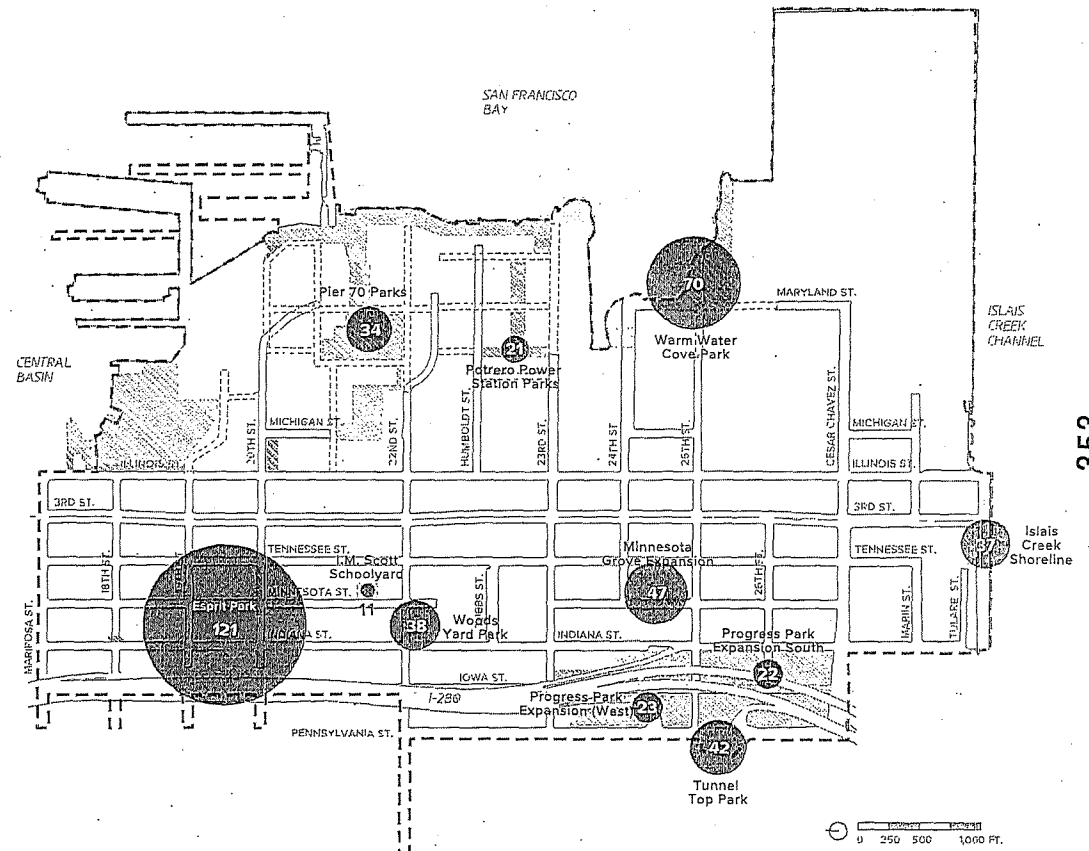 SAN FRANCISCO
BAY
CENTRAL
BASIN
ISLAIS
CREEK
CHANNEL
Pier 70 Parks
34
21
Potrero Power
Station Parks
70
Warm Water
Cove Park
MARYLAND ST.
MICHIGAN ST.
MICHIGAN ST.
20TH ST.
22ND ST.
HUMBOLDT ST.
23RD ST.
24TH ST
25TH ST.
CESAR CHAVEZ ST.
ILLINOIS ST.
ILLINOIS ST
3RD ST.
3RD ST.
TENNESSEE ST.
TENNESSEE ST.
18TH ST.
MARIPOSA ST.
Esprit Park
121
I.M. Scott
Schoolyard
11
MINNESOTA ST.
INDIANA ST.
INDIANA ST.
38
Woods
Yard Park
Minnesota
Grove Expansion
47
26TH ST.
MARIN ST.
TULARE ST.
37
Islais
Creek
Shoreline
Progress Park
Expansion South
22
IOWA ST.
I-280
Progress Park
Expansion (West)
23
PENNSYLVANIA ST.
42
Tunnel
Top Park
0 250 500 1,000 FT.
353